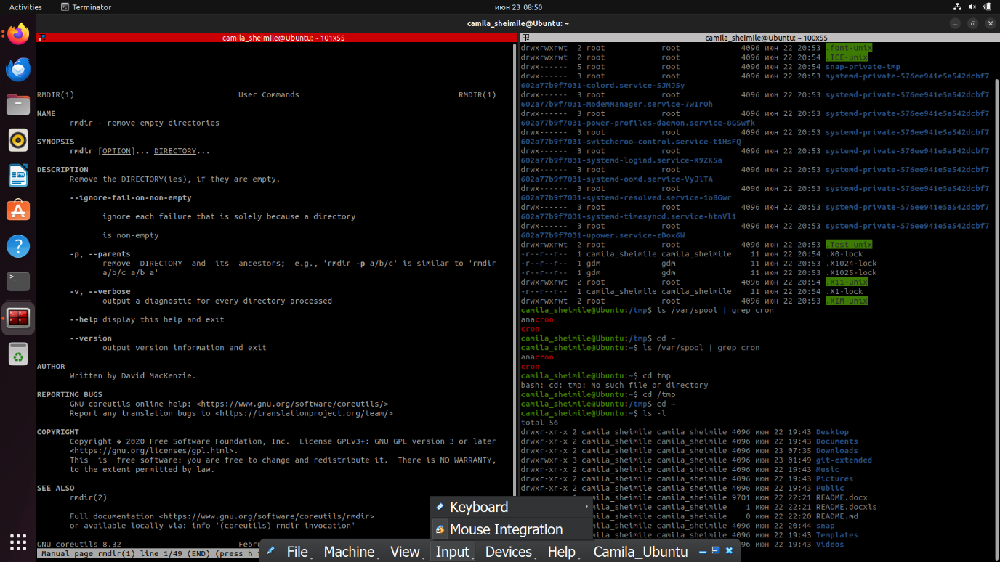 Activities
Terminator
июн 23 08:50
camila_sheimile@Ubuntu: ~
camila_sheimile@Ubuntu: ~ 101x55
RMDIR(1) User Commands RMDIR(1)
NAME
rmdir - remove empty directories
SYNOPSIS
rmdir [OPTION]... DIRECTORY...
DESCRIPTION
Remove the DIRECTORY(ies), if they are empty.
--ignore-fail-on-non-empty
ignore each failure that is solely because a directory
is non-empty
-p, --parents
remove DIRECTORY and its ancestors; e.g., 'rmdir -p a/b/c' is similar to 'rmdir
a/b/c a/b a'
-v, --verbose
output a diagnostic for every directory processed
--help display this help and exit
--version
output version information and exit
AUTHOR
Written by David MacKenzie.
REPORTING BUGS
GNU coreutils online help: <https://www.gnu.org/software/coreutils/>
Report any translation bugs to <https://translationproject.org/team/>
COPYRIGHT
Copyright � 2020 Free Software Foundation, Inc. License GPLv3+: GNU GPL version 3 or later
<https://gnu.org/licenses/gpl.html>.
This is free software: you are free to change and redistribute it. There is NO WARRANTY,
to the extent permitted by law.
SEE ALSO
rmdir(2)
Full documentation <https://www.gnu.org/software/coreutils/rmdir>
or available locally via: info '(coreutils) rmdir invocation'
GNU coreutils 8.32 Febru
Manual page rmdir(1) line 1/49 (END) (press h t
camila_sheimile@Ubuntu: ~ 100x55
drwxrwxrwt 2 root root 4096 июн 22 20:53 .font-unix
drwxrwxrwt 2 root root 4096 июн 22 20:54 .ICE-unix
drwx------ 5 root root 4096 июн 22 20:54 snap-private-tmp
drwx------ 3 root root 4096 июн 22 20:53 systemd-private-576ee941e5a542dcbf7
602a77b9f7031-colord.service-5JMJ5y
drwx------ 3 root root 4096 июн 22 20:53 systemd-private-576ee941e5a542dcbf7
602a77b9f7031-ModemManager.service-7wIrOh
drwx------ 3 root root 4096 июн 22 20:53 systemd-private-576ee941e5a542dcbf7
602a77b9f7031-power-profiles-daemon.service-8GSwfk
drwx------ 3 root root 4096 июн 22 20:53 systemd-private-576ee941e5a542dcbf7
602a77b9f7031-switcheroo-control.service-t1HsFQ
drwx------ 3 root root 4096 июн 22 20:53 systemd-private-576ee941e5a542dcbf7
602a77b9f7031-systemd-logind.service-K9ZK5a
drwx------ 3 root root 4096 июн 22 20:53 systemd-private-576ee941e5a542dcbf7
602a77b9f7031-systemd-oomd.service-VyJlTA
drwx------ 3 root root 4096 июн 22 20:53 systemd-private-576ee941e5a542dcbf7
602a77b9f7031-systemd-resolved.service-1oBGwr
drwx------ 3 root root 4096 июн 22 20:53 systemd-private-576ee941e5a542dcbf7
602a77b9f7031-systemd-timesyncd.service-htnVl1
drwx------ 3 root root 4096 июн 22 20:53 systemd-private-576ee941e5a542dcbf7
602a77b9f7031-upower.service-zDox6W
drwxrwxrwt 2 root root 4096 июн 22 20:53 .Test-unix
-r--r--r-- 1 camila_sheimile camila_sheimile 11 июн 22 20:54 .X0-lock
-r--r--r-- 1 gdm gdm 11 июн 22 20:54 .X1024-lock
-r--r--r-- 1 gdm gdm 11 июн 22 20:54 .X1025-lock
drwxrwxrwt 2 root root 4096 июн 22 20:54 .X11-unix
-r--r--r-- 1 camila_sheimile camila_sheimile 11 июн 22 20:54 .X1-lock
drwxrwxrwt 2 root root 4096 июн 22 20:53 .XIM-unix
camila_sheimile@Ubuntu:/tmp$ ls /var/spool | grep cron
anacron
cron
camila_sheimile@Ubuntu:/tmp$ cd ~
camila_sheimile@Ubuntu:~$ ls /var/spool | grep cron
anacron
cron
camila_sheimile@Ubuntu:~$ cd tmp
bash: cd: tmp: No such file or directory
camila_sheimile@Ubuntu:~$ cd /tmp
camila_sheimile@Ubuntu:/tmp$ cd ~
camila_sheimile@Ubuntu:~$ ls -l
total 56
drwxr-xr-x 2 camila_sheimile camila_sheimile 4096 июн 22 19:43 Desktop
drwxr-xr-x 2 camila_sheimile camila_sheimile 4096 июн 22 19:43 Documents
drwxr-xr-x 2 camila_sheimile camila_sheimile 4096 июн 23 07:35 Downloads
drwxrwxr-x 3 camila_sheimile camila_sheimile 4096 июн 23 01:49 git-extended
drwxr-xr-x 2 camila_sheimile camila_sheimile 4096 июн 22 19:43 Music
drwxr-xr-x 2 camila_sheimile camila_sheimile 4096 июн 22 19:43 Pictures
drwxr-xr-x 2 camila_sheimile camila_sheimile 4096 июн 22 19:43 Public
camila_sheimile 9701 июн 22 22:21 README.docx
camila_sheimile 1 июн 22 22:21 README.docxls
camila_sheimile 0 июн 22 22:20 README.md
camila_sheimile 4096 июн 22 20:44 snap
camila_sheimile 4096 июн 22 19:43 Templates
4096 июн 22 19:43 Videos
Keyboard
Mouse Integration
File Machine View Input Devices Help Camila_Ubuntu